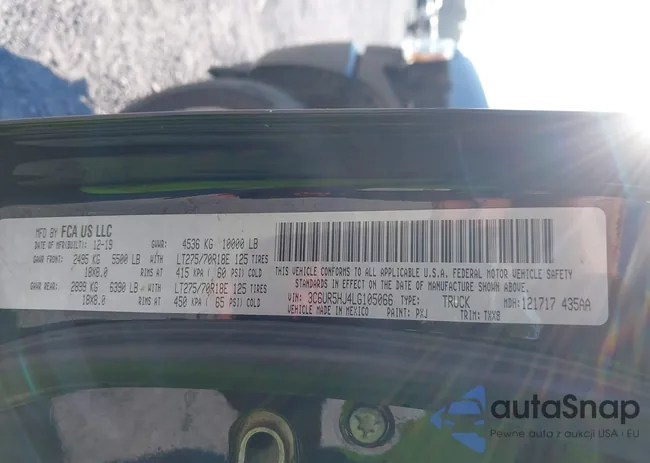 MFD BY FCA US LLC
DATE OF MFR(BUILT): 12-19 GVWR: 4536 KG 10000 LB
GAWR FRONT: 2495 KG 5500 LB WITH LT275/70R18E 125 TIRES
18X8.0 RIMS AT 415 KPA ( 60 PSI) COLD
GAWR REAR: 2899 KG 6390 LB WITH LT275/70R18E 125 TIRES
18X8.0 RIMS AT 450 KPA ( 65 PSI) COLD
THIS VEHICLE CONFORMS TO ALL APPLICABLE U.S.A. FEDERAL MOTOR VEHICLE SAFETY
STANDARDS IN EFFECT ON THE DATE OF MANUFACTURE SHOWN ABOVE.
VIN: 3C6UR5HJ4LG105066 TYPE: TRUCK MDH: 121717 435AA
VEHICLE MADE IN MEXICO PAINT: PXJ TRIM: TXX8
autaSnap
Pewne auta z aukcji USA i EU